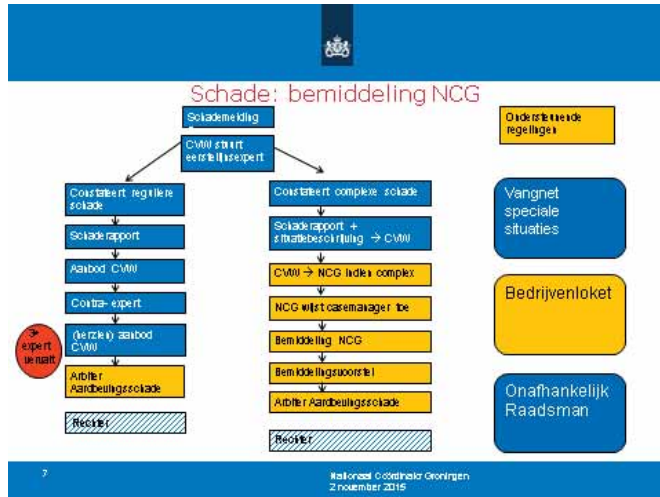 Schade: bemiddeling NCG
Schademelding
CVW stuurt
eerstelijnsexpert
Constateert reguliere
schade
Schaderapport
Aanbod CVW
Contra-expert
(herzien) aanbod
CVW
3e
expert
vervalt
Arbiter
Aardbevingsschade
Rechter
Constateert complexe schade
Schaderapport +
situatiebeschrijving → CVW
CVW → NCG indien complex
NCG wijst casemanager toe
Bemiddeling NCG
Bemiddelingsvoorstel
Arbiter Aardbevingsschade
Rechter
Ondersteunende
regelingen
Vangnet
speciale
situaties
Bedrijvenloket
Onafhankelijk
Raadsman
7
Nationaal Coördinator Groningen
2 november 2015